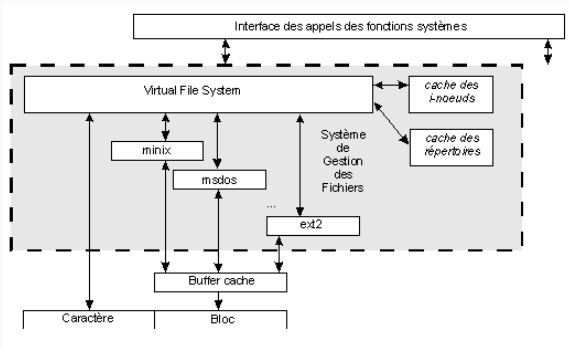 Interface des appels des fonctions systèmes
Virtual File System
cache des
i-noeuds
cache des
répertoires
Système
de
Gestion
des
Fichiers
minix
msdos
...
ext2
Buffer cache
Caractère
Bloc